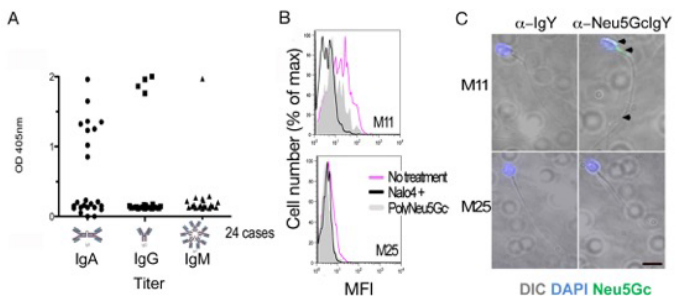 A
OD 405nm
2
1
0
24 cases
IgA
IgG
IgM
Titer
B
Cell number (% of max)
M11
No treatment
Nalo4+
PolyNeu5Gc
M25
MFI
C
α-IgY
α-Neu5GcIgY
M11
M25
DIC DAPI Neu5Gc